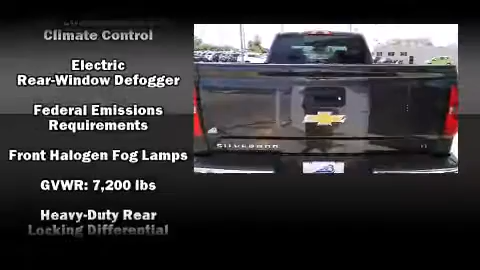 Climate Control
Electric
Rear-Window Defogger
Federal Emissions
Requirements
Front Halogen Fog Lamps
GVWR: 7,200 lbs
Heavy-Duty Rear
Locking Differential
SILVERADO